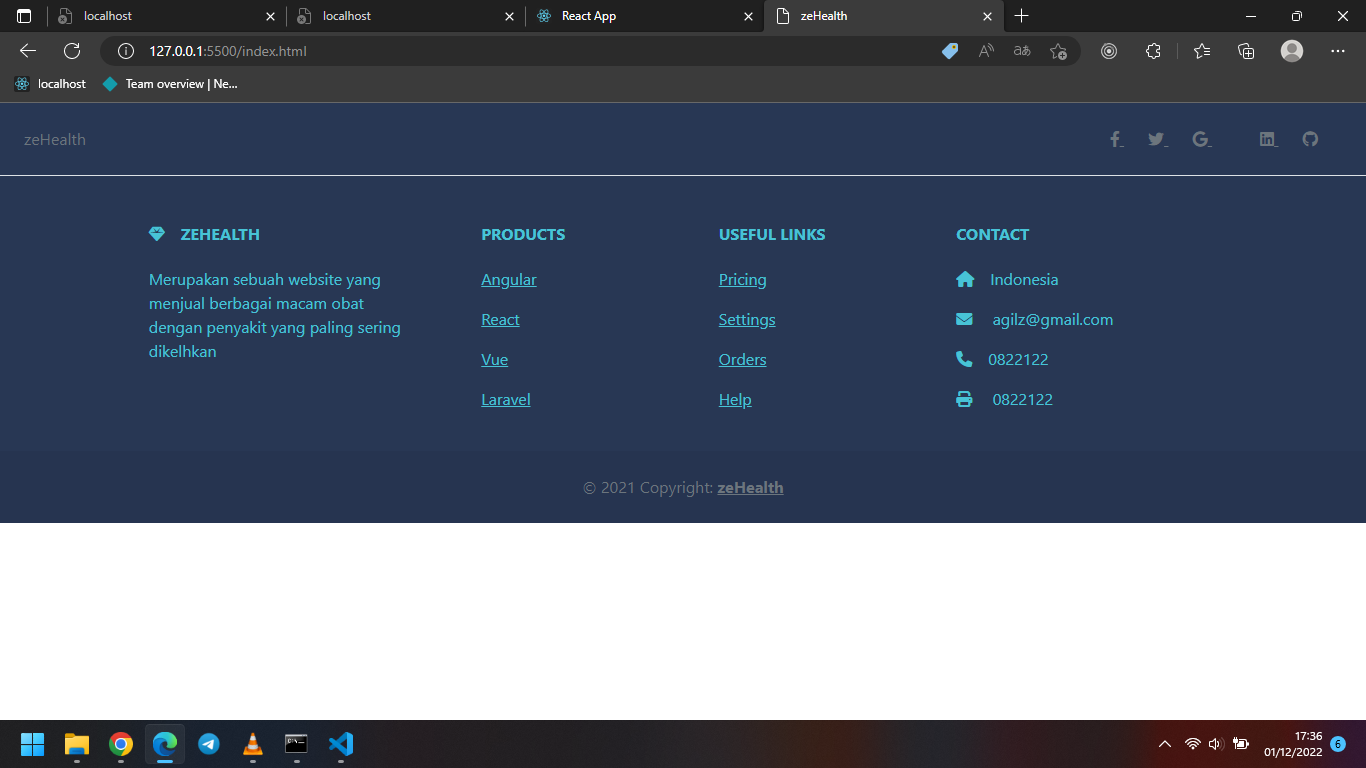 localhost
localhost
React App
zeHealth
127.0.0.1:5500/index.html
localhost
Team overview | Ne...
zeHealth
ZEHEALTH
Merupakan sebuah website yang
menjual berbagai macam obat
dengan penyakit yang paling sering
dikelhkan
PRODUCTS
Angular
React
Vue
Laravel
USEFUL LINKS
Pricing
Settings
Orders
Help
CONTACT
Indonesia
agilz@gmail.com
0822122
0822122
© 2021 Copyright: zeHealth
17:36
01/12/2022
6